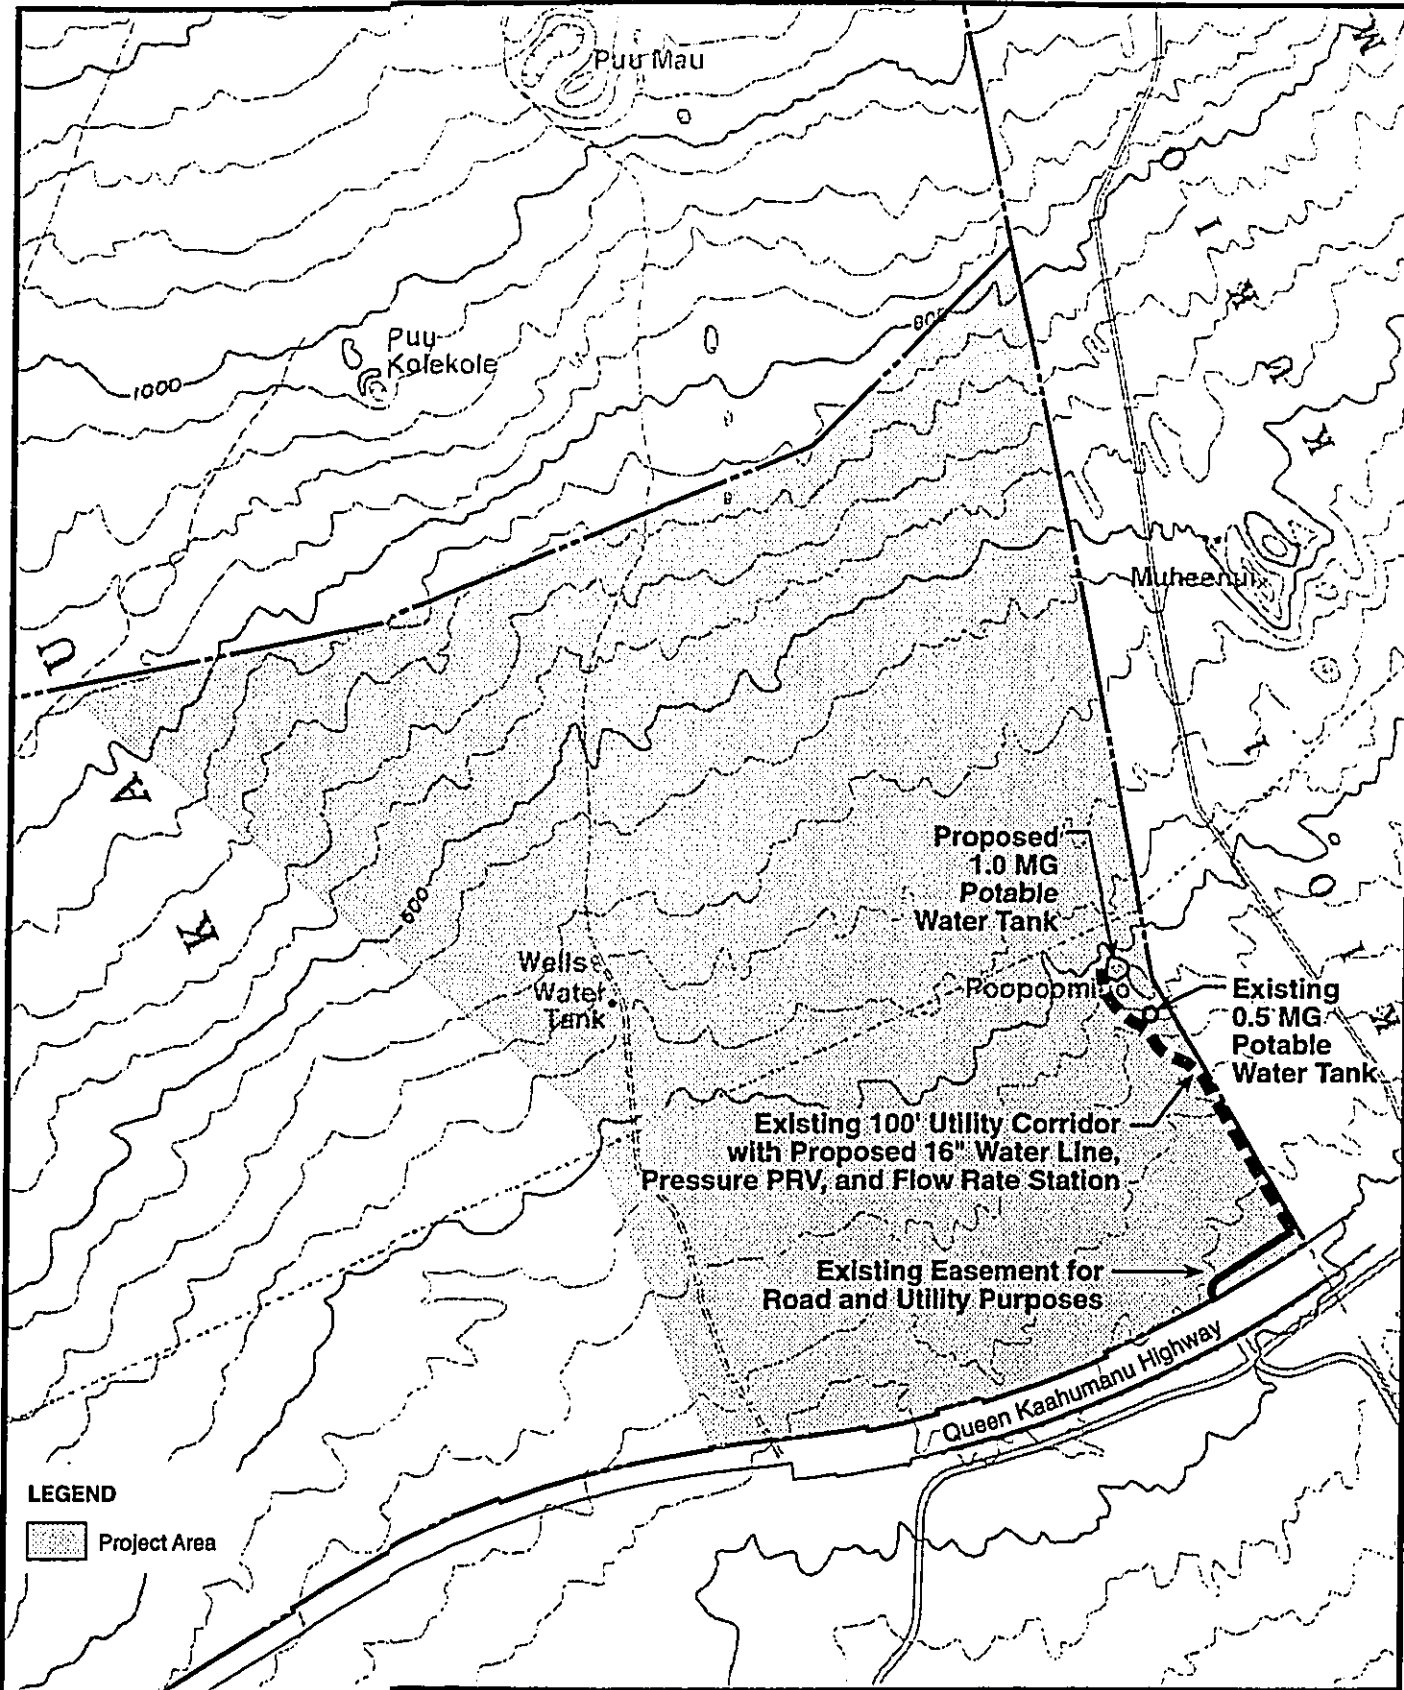 Puu Mau
Puu
Kolekole
1000
800
Muheenui
U
A
K
600
Proposed
1.0 MG
Potable
Water Tank
Wells
Water
Tank
Poopoomino
Existing
0.5 MG
Potable
Water Tank
Existing 100' Utility Corridor
with Proposed 16" Water Line,
Pressure PRV, and Flow Rate Station
Existing Easement for
Road and Utility Purposes
Queen Kaahumanu Highway
LEGEND
Project Area